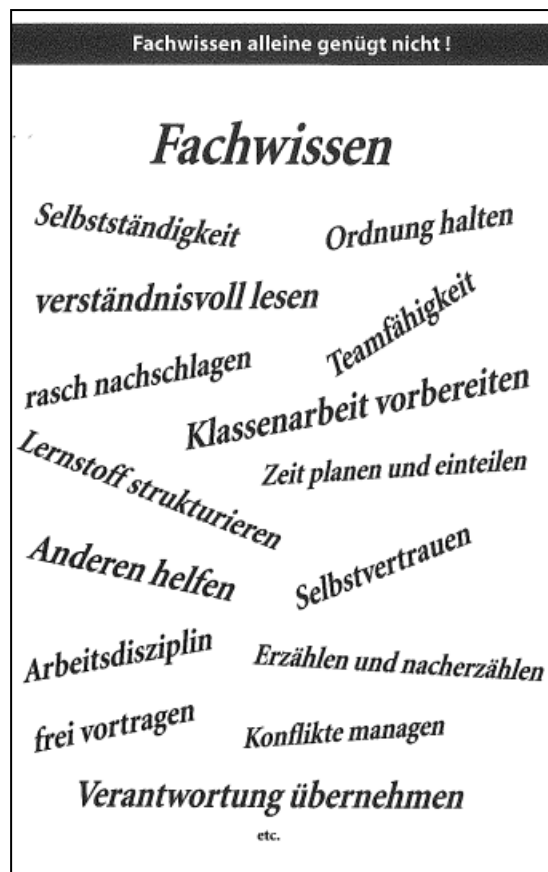 Fachwissen alleine genügt nicht !
Fachwissen
Selbstständigkeit
Ordnung halten
verständnisvoll lesen
Teamfähigkeit
rasch nachschlagen
Klassenarbeit vorbereiten
Lernstoff strukturieren
Zeit planen und einteilen
Anderen helfen
Selbstvertrauen
Arbeitsdisziplin
Erzählen und nacherzählen
frei vortragen
Konflikte managen
Verantwortung übernehmen
etc.